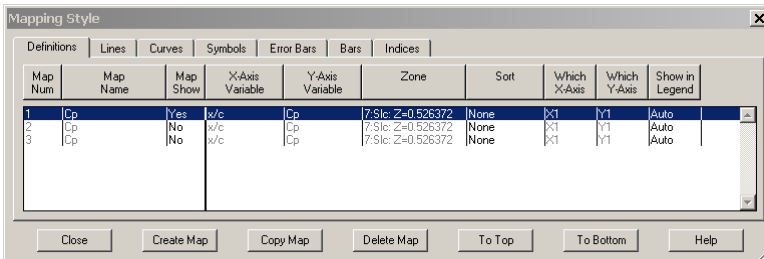 Mapping Style
Definitions Lines Curves Symbols Error Bars Bars Indices
Map Num Map Name Map Show X-Axis Variable Y-Axis Variable Zone Sort Which X-Axis Which Y-Axis Show in Legend
1 Cp Yes x/c Cp 7:Slc: Z=0.526372 None X1 Y1 Auto
2 Cp No x/c Cp 7:Slc: Z=0.526372 None X1 Y1 Auto
3 Cp No x/c Cp 7:Slc: Z=0.526372 None X1 Y1 Auto
Close Create Map Copy Map Delete Map To Top To Bottom Help